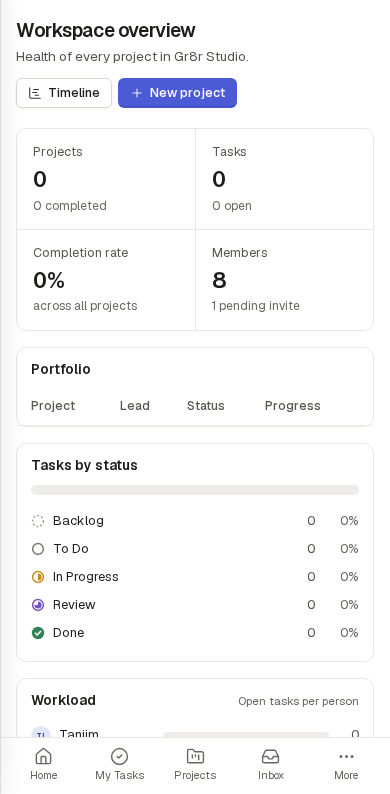 Workspace overview
Health of every project in Gr8r Studio.
Timeline
New project
Projects
0
0 completed
Tasks
0
0 open
Completion rate
0%
across all projects
Members
8
1 pending invite
Portfolio
Project Lead Status Progress
Tasks by status
Backlog 0 0%
To Do 0 0%
In Progress 0 0%
Review 0 0%
Done 0 0%
Workload Open tasks per person
Tanjim 0
Home My Tasks Projects Inbox More